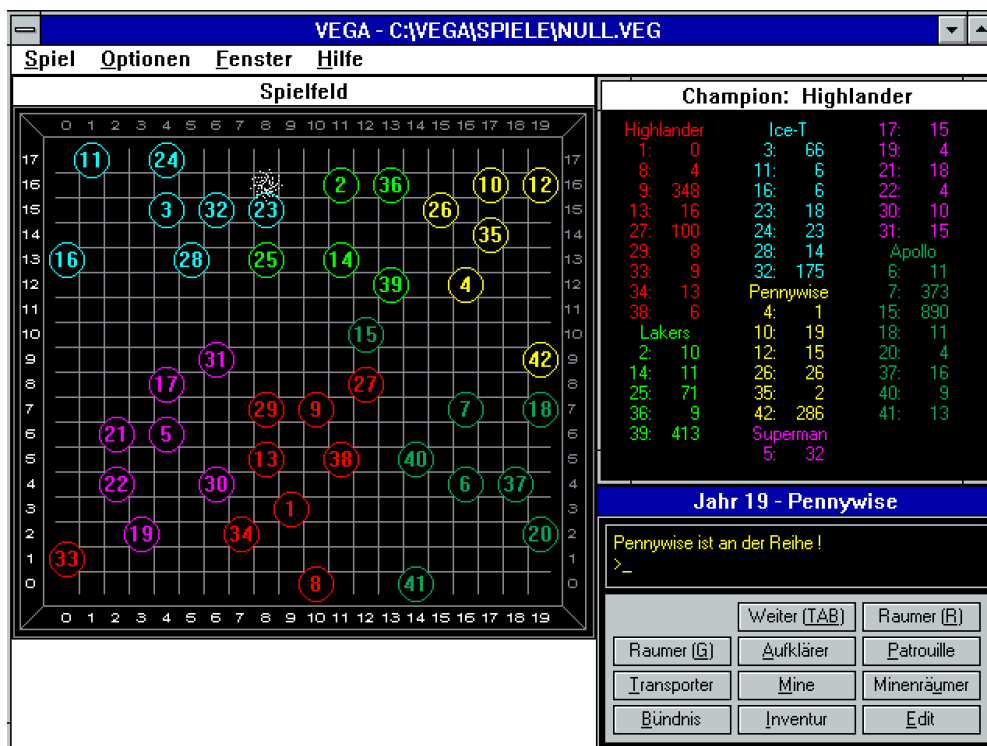 VEGA - C:\VEGA\SPIELE\NULL.VEG
Spiel Optionen Fenster Hilfe
Spielfeld
0 1 2 3 4 5 6 7 8 9 10 11 12 13 14 15 16 17 18 19
17 11 24 17
16 2 36 10 12 16
15 3 32 23 26 15
14 35 14
13 16 28 25 14 13
12 39 4 12
11 11
10 15 10
9 31 42 9
8 17 27 8
7 29 9 7 18 7
6 21 5 6
5 13 38 40 5
4 22 30 6 37 4
3 1 3
2 19 34 20 2
1 33 1
0 8 41 0
0 1 2 3 4 5 6 7 8 9 10 11 12 13 14 15 16 17 18 19
Champion: Highlander
Highlander
1: 0
8: 4
9: 348
13: 16
27: 100
29: 8
33: 9
34: 13
38: 6
Lakers
2: 10
14: 11
25: 71
36: 9
39: 413
Ice-T
3: 66
11: 6
16: 6
23: 18
24: 23
28: 14
32: 175
Pennywise
4: 1
10: 19
12: 15
26: 26
35: 2
42: 286
Superman
5: 32
17: 15
19: 4
21: 18
22: 4
30: 10
31: 15
Apollo
6: 11
7: 373
15: 890
18: 11
20: 4
37: 16
40: 9
41: 13
Jahr 19 - Pennywise
Pennywise ist an der Reihe !
>_
Weiter (TAB) Raumer (R)
Raumer (G) Aufklärer Patrouille
Transporter Mine Minenräumer
Bündnis Inventur Edit